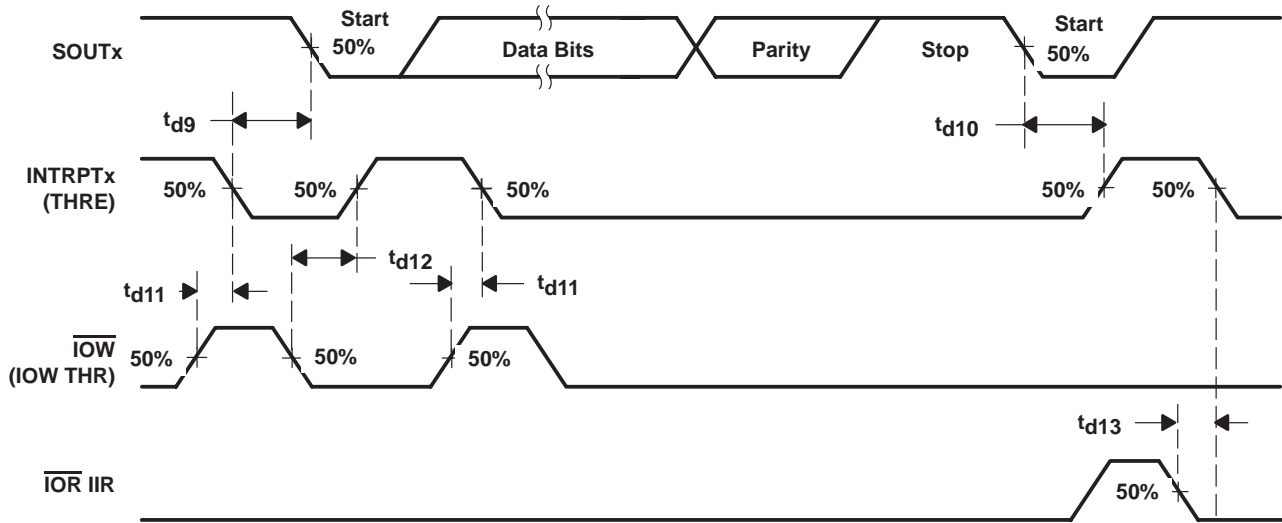 Start
Start
SOUTx
50%
Data Bits
Parity
Stop
50%
td9
td10
INTRPTx
(THRE)
50%
50%
50%
50%
50%
td12
td11
td11
IOW
(IOW THR)
50%
50%
50%
td13
IOR IIR
50%